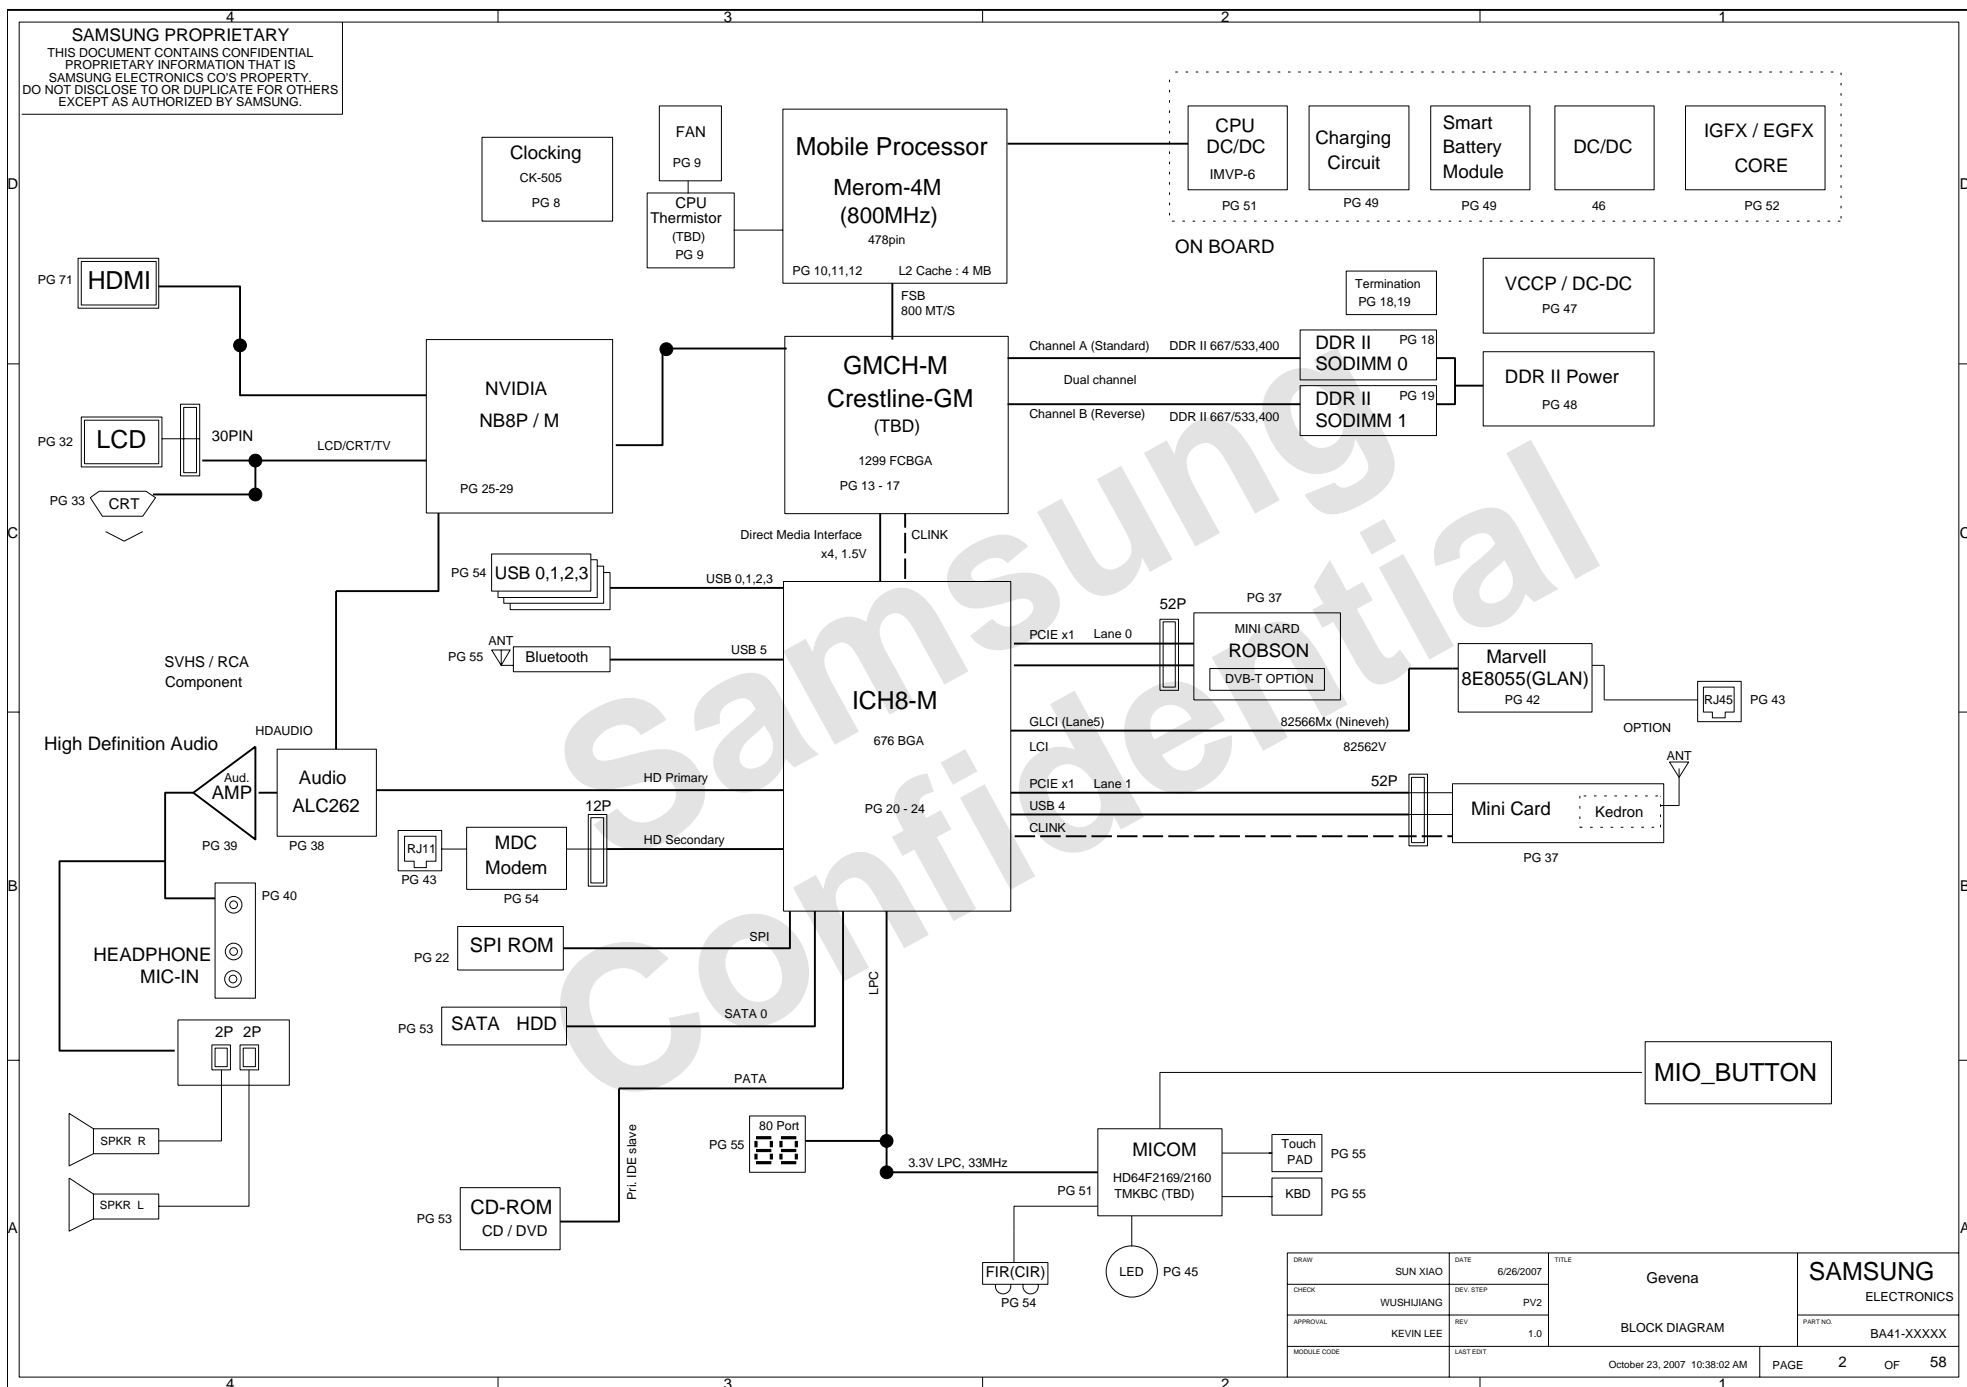 4
3
2
1
SAMSUNG PROPRIETARY
THIS DOCUMENT CONTAINS CONFIDENTIAL
PROPRIETARY INFORMATION THAT IS
SAMSUNG ELECTRONICS CO'S PROPERTY.
DO NOT DISCLOSE TO OR DUPLICATE FOR OTHERS
EXCEPT AS AUTHORIZED BY SAMSUNG.
D
D
Clocking
CK-505
PG 8
FAN
PG 9
CPU
Thermistor
(TBD)
PG 9
Mobile Processor
Merom-4M
(800MHz)
478pin
PG 10,11,12
L2 Cache : 4 MB
CPU
DC/DC
IMVP-6
PG 51
Charging
Circuit
PG 49
Smart
Battery
Module
PG 49
DC/DC
46
IGFX / EGFX
CORE
PG 52
ON BOARD
FSB
800 MT/S
Termination
PG 18,19
VCCP / DC-DC
PG 47
PG 71
HDMI
NVIDIA
NB8P / M
PG 25-29
GMCH-M
Crestline-GM
(TBD)
1299 FCBGA
PG 13 - 17
Channel A (Standard)
DDR II 667/533,400
Dual channel
Channel B (Reverse)
DDR II 667/533,400
DDR II
PG 18
SODIMM 0
DDR II
PG 19
SODIMM 1
DDR II Power
PG 48
PG 32
LCD
30PIN
LCD/CRT/TV
PG 33
CRT
C
C
Direct Media Interface
x4, 1.5V
CLINK
PG 54
USB 0,1,2,3
USB 0,1,2,3
ANT
PG 55
Bluetooth
USB 5
SVHS / RCA
Component
ICH8-M
676 BGA
PG 20 - 24
PCIE x1
Lane 0
52P
PG 37
MINI CARD
ROBSON
DVB-T OPTION
GLCI (Lane5)
82566Mx (Nineveh)
LCI
82562V
Marvell
8E8055(GLAN)
PG 42
RJ45
PG 43
OPTION
ANT
PCIE x1
Lane 1
USB 4
CLINK
52P
Mini Card
Kedron
PG 37
High Definition Audio
HDAUDIO
Aud.
AMP
PG 39
Audio
ALC262
PG 38
HD Primary
12P
RJ11
PG 43
MDC
Modem
PG 54
HD Secondary
B
B
PG 40
HEADPHONE
MIC-IN
PG 22
SPI ROM
SPI
LPC
PG 53
SATA HDD
SATA 0
2P
2P
PATA
Pri. IDE slave
SPKR R
SPKR L
PG 53
CD-ROM
CD / DVD
PG 55
80 Port
88
3.3V LPC, 33MHz
MIO_BUTTON
PG 51
MICOM
HD64F2169/2160
TMKBC (TBD)
Touch
PAD
PG 55
KBD
PG 55
FIR(CIR)
PG 54
LED
PG 45
A
A
Samsung
Confidential
DRAW
SUN XIAO
DATE
6/26/2007
TITLE
Gevena
SAMSUNG
ELECTRONICS
CHECK
WUSHIJIANG
DEV. STEP
PV2
APPROVAL
KEVIN LEE
REV
1.0
BLOCK DIAGRAM
PART NO.
BA41-XXXXX
MODULE CODE
LAST EDIT
October 23, 2007 10:38:02 AM
PAGE
2
OF
58
4
3
2
1